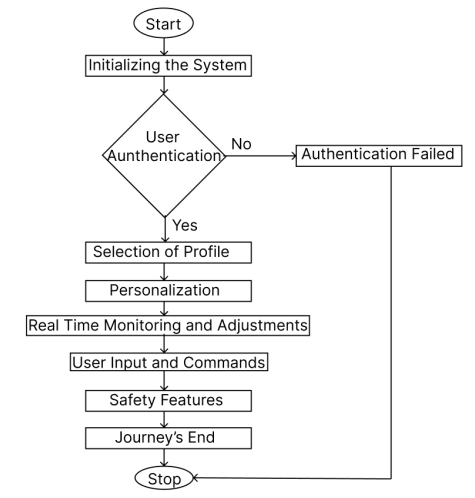 Start
Initializing the System
User
Aunthentication
No
Authentication Failed
Yes
Selection of Profile
Personalization
Real Time Monitoring and Adjustments
User Input and Commands
Safety Features
Journey’s End
Stop